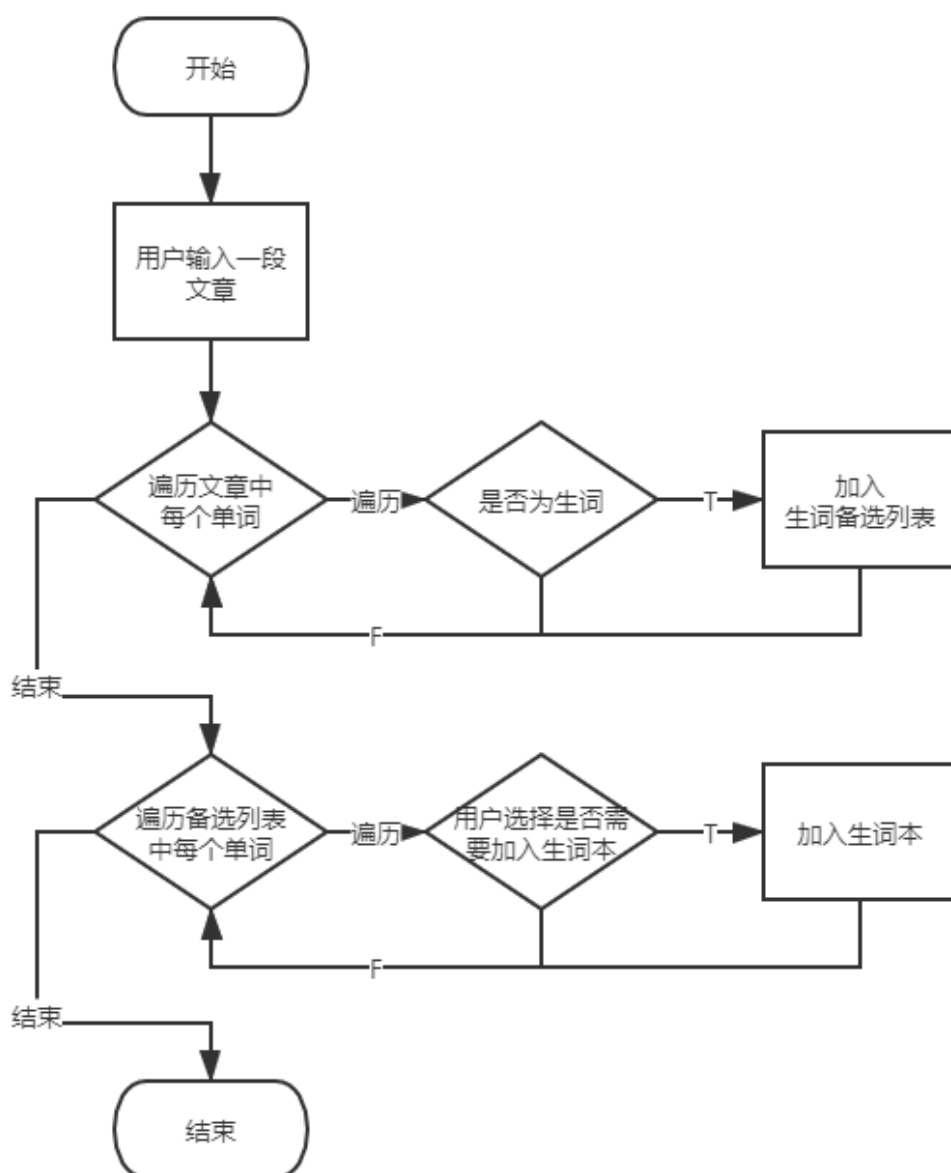 开始
用户输入一段
文章
遍历文章中
每个单词
遍历
是否为生词
T
加入
生词备选列表
F
结束
遍历备选列表
中每个单词
遍历
用户选择是否需
要加入生词本
T
加入生词本
F
结束
结束